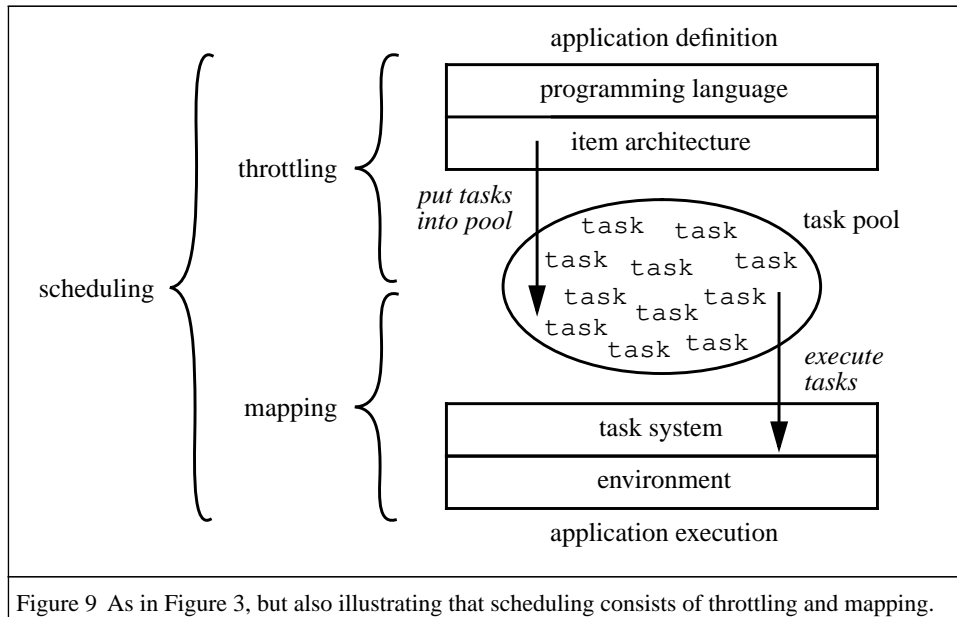 application definition
programming language
item architecture
throttling
put tasks
into pool
task pool
task task
task task task
task task
task
task task
task
scheduling
execute
tasks
mapping
task system
environment
application execution
Figure 9 As in Figure 3, but also illustrating that scheduling consists of throttling and mapping.